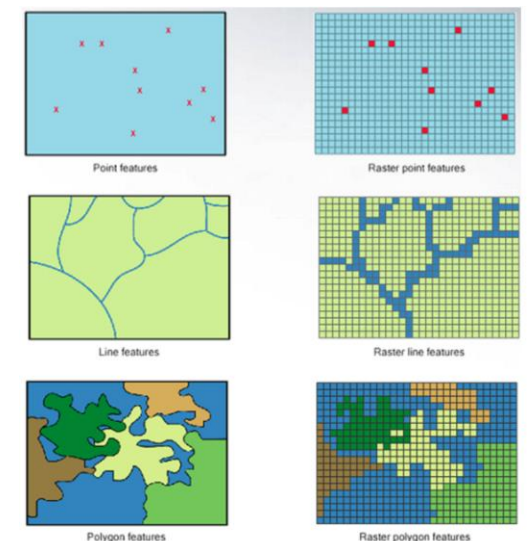 Point features
Raster point features
Line features
Raster line features
Polygon features
Raster polygon features